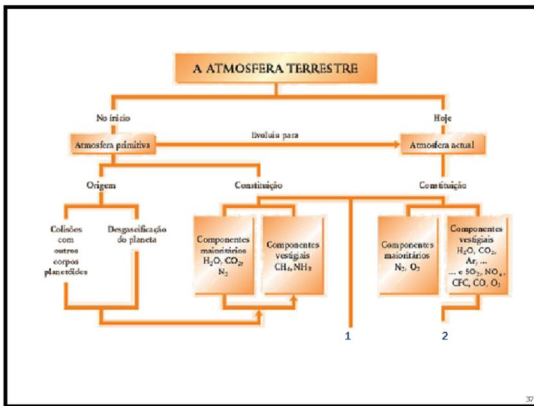 A ATMOSFERA TERRESTRE
No início
Hoje
Atmosfera primitiva
Evoluiu para
Atmosfera actual
Origem
Constituição
Constituição
Colisões
com
outros
corpos
planetóides
Desgaseificação
do planeta
Componentes
maioritários
H₂O, CO₂,
N₂
Componentes
vestigiais
CH₄, NH₃
Componentes
maioritários
N₂, O₂
Componentes
vestigiais
H₂O, CO₂,
Ar, ...
... e SO₂, NOₓ,
CFC, CO, O₃
1
2